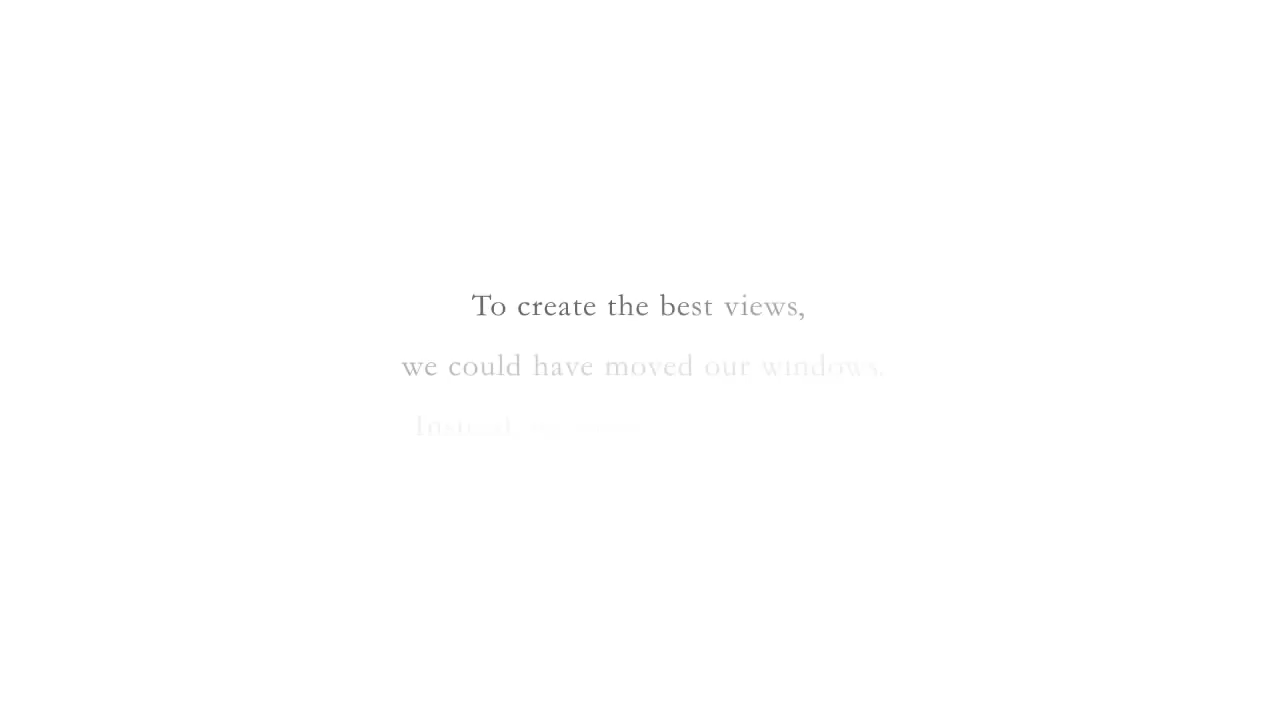 To create the best views,
we could have moved our windows.
Instead,